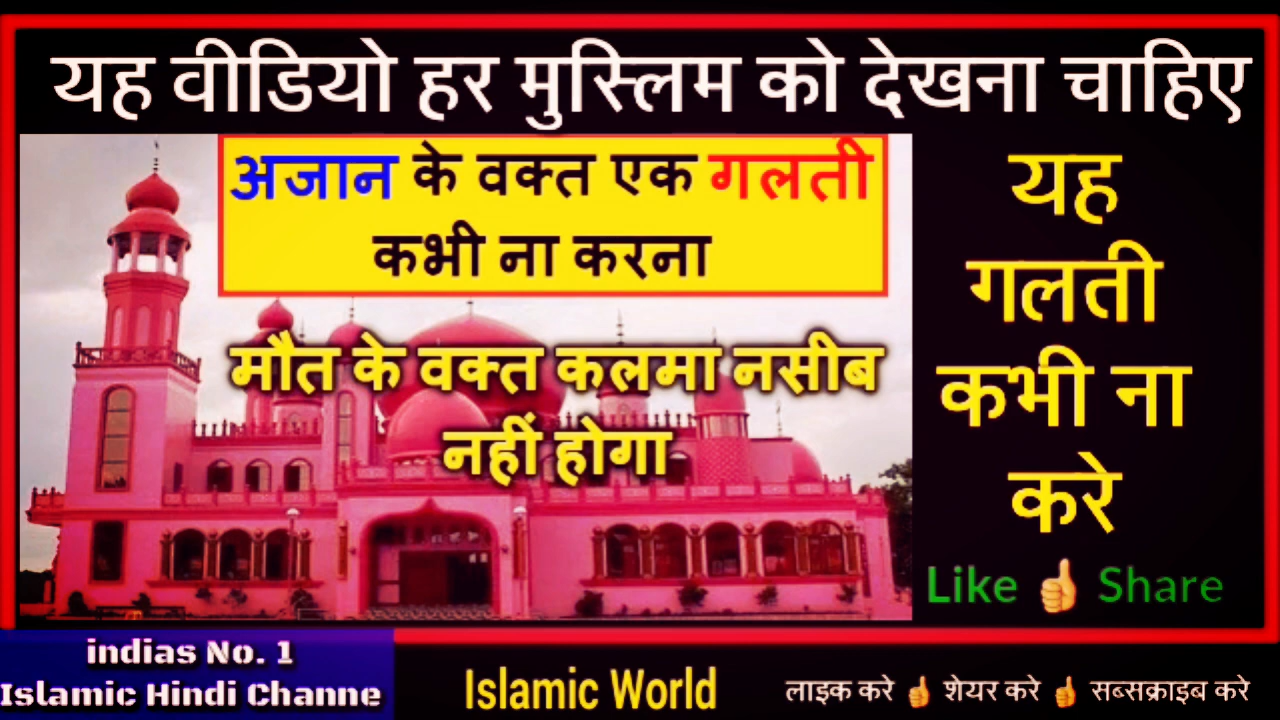 यह वीडियो हर मुस्लिम को देखना चाहिए
अजान के वक्त एक गलती
कभी ना करना
मौत के वक्त कलमा नसीब
नहीं होगा
यह
गलती
कभी ना
करे
Like 👍 Share
indias No. 1
Islamic Hindi Channe
Islamic World
लाइक करे 👍 शेयर करे 👍 सब्सक्राइब करे